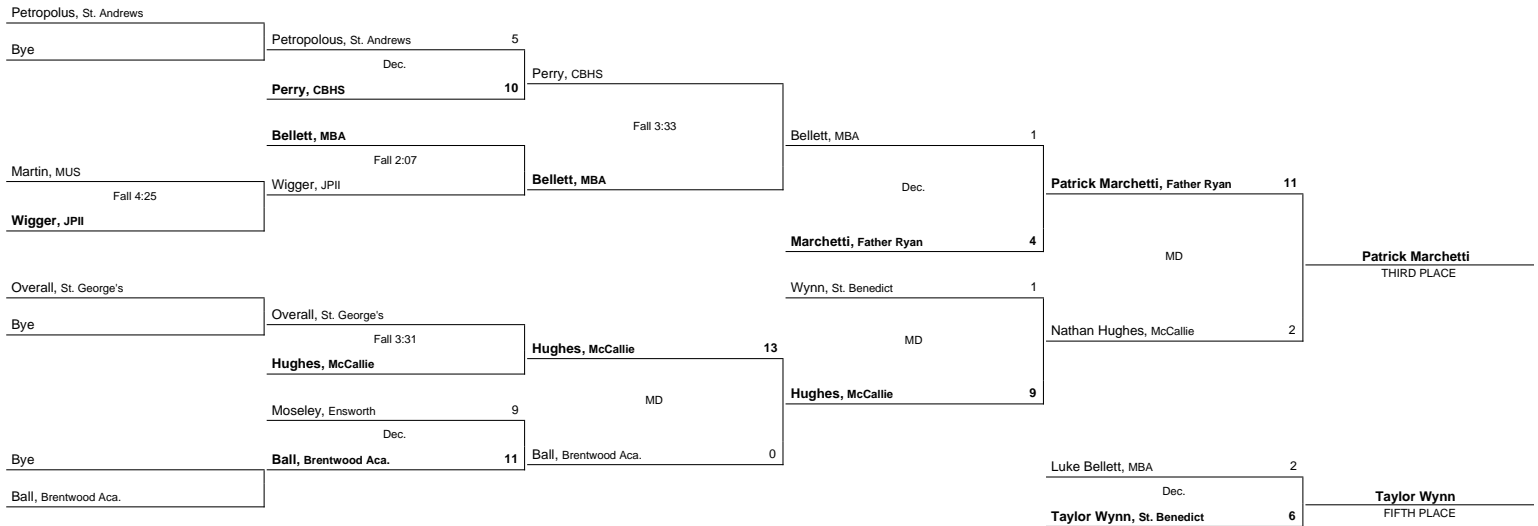 Petropolus, St. Andrews
Bye
Petropolous, St. Andrews 5
Dec.
Perry, CBHS 10
Perry, CBHS
Fall 3:33
Bellett, MBA
Fall 2:07
Wigger, JPII
Bellett, MBA
Martin, MUS
Fall 4:25
Wigger, JPII
Bellett, MBA 1
Dec.
Marchetti, Father Ryan 4
Patrick Marchetti, Father Ryan 11
MD
Nathan Hughes, McCallie 2
Patrick Marchetti
THIRD PLACE
Overall, St. George's
Bye
Overall, St. George's
Fall 3:31
Hughes, McCallie
Hughes, McCallie 13
MD
Ball, Brentwood Aca. 0
Moseley, Ensworth 9
Dec.
Ball, Brentwood Aca. 11
Bye
Ball, Brentwood Aca.
Wynn, St. Benedict 1
MD
Hughes, McCallie 9
Luke Bellett, MBA 2
Dec.
Taylor Wynn, St. Benedict 6
Taylor Wynn
FIFTH PLACE